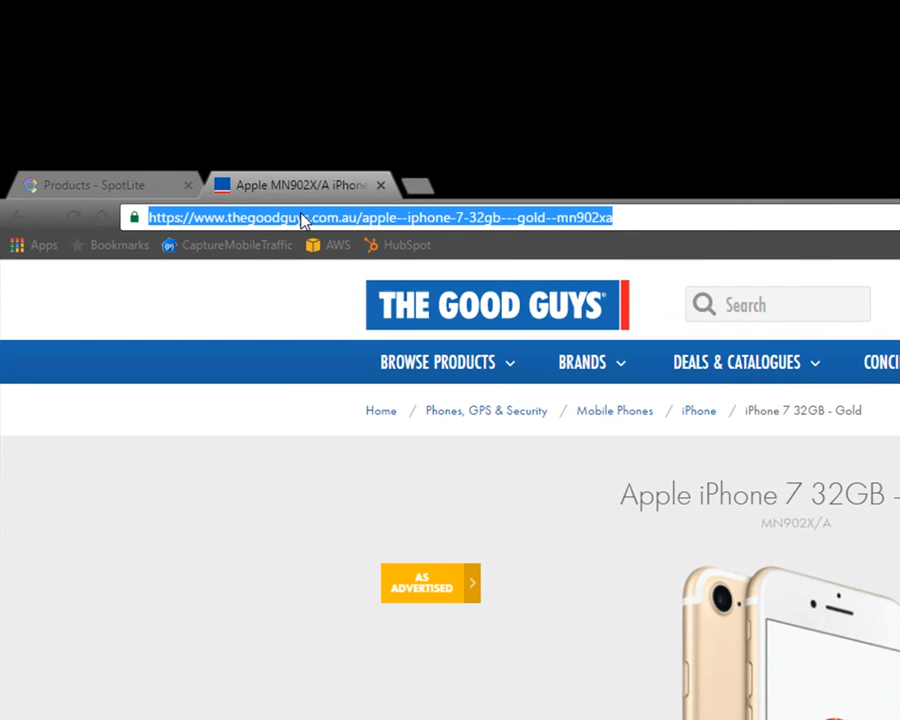 Products - SpotLite
Apple MN902X/A iPhone
https://www.thegoodguys.com.au/apple--iphone-7-32gb---gold--mn902xa
Apps Bookmarks CaptureMobileTraffic AWS HubSpot
THE GOOD GUYS®
Search
BROWSE PRODUCTS BRANDS DEALS & CATALOGUES CONCI
Home / Phones, GPS & Security / Mobile Phones / iPhone / iPhone 7 32GB - Gold
Apple iPhone 7 32GB -
MN902X/A
AS
ADVERTISED